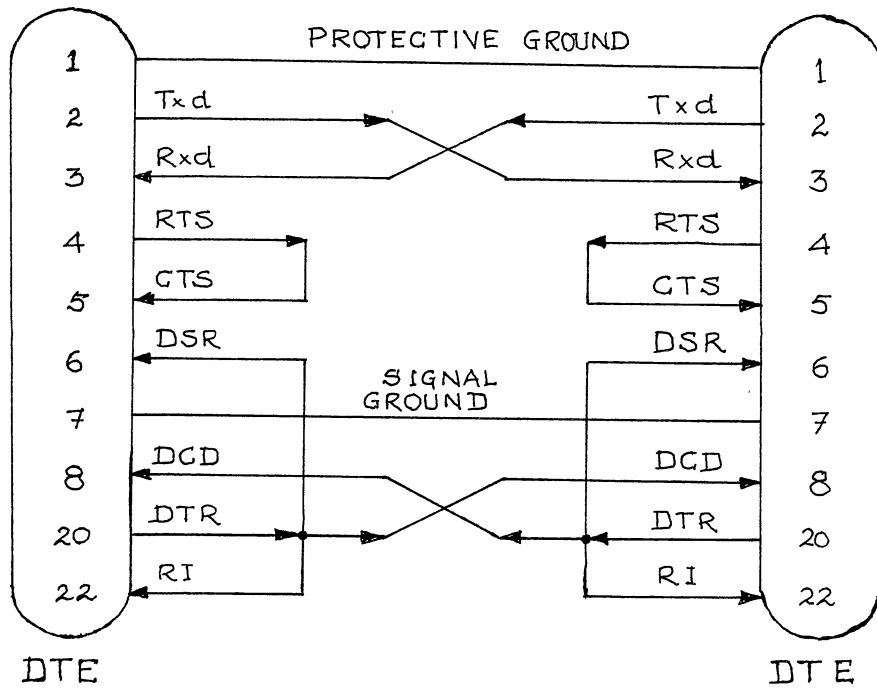 PROTECTIVE GROUND
1 1
2 Txd Txd 2
3 Rxd Rxd 3
4 RTS RTS 4
5 CTS CTS 5
6 DSR DSR 6
SIGNAL
GROUND
7 7
8 DCD DCD 8
20 DTR DTR 20
22 RI RI 22
DTE DTE